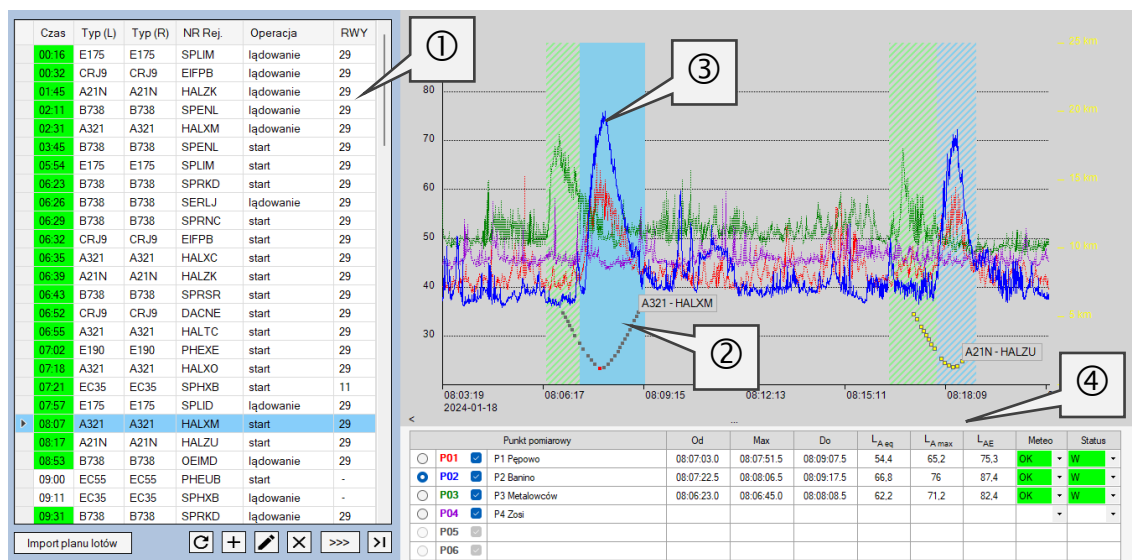 Czas Typ (L) Typ (R) NR Rej. Operacja RWY
00:16 E175 E175 SPLIM lądowanie 29
00:32 CRJ9 CRJ9 EIFPB lądowanie 29
01:45 A21N A21N HALZK lądowanie 29
02:11 B738 B738 SPENL lądowanie 29
02:31 A321 A321 HALXM lądowanie 29
03:45 B738 B738 SPENL start 29
05:54 E175 E175 SPLIM start 29
06:23 B738 B738 SPRKD start 29
06:26 B738 B738 SERLJ lądowanie 29
06:29 B738 B738 SPRNC start 29
06:32 CRJ9 CRJ9 EIFPB start 29
06:35 A321 A321 HALXC start 29
06:39 A21N A21N HALZK start 29
06:43 B738 B738 SPRSR start 29
06:52 CRJ9 CRJ9 DACNE start 29
06:55 A321 A321 HALTC start 29
07:02 E190 E190 PHEXE start 29
07:18 A321 A321 HALXO start 29
07:21 EC35 EC35 SPHXB start 11
07:57 E175 E175 SPLID lądowanie 29
08:07 A321 A321 HALXM start 29
08:17 A21N A21N HALZU start 29
08:53 B738 B738 OEIMD lądowanie 29
09:00 EC55 EC55 PHEUB start -
09:11 EC35 EC35 SPHXB lądowanie -
09:31 B738 B738 SPRKD lądowanie 29
Import planu lotów >>>
①
③
②
④
80
70
60
50
40
30
25 km
20 km
15 km
10 km
5 km
A321 - HALXM
A21N - HALZU
08:03:19 08:06:17 08:09:15 08:12:13 08:15:11 08:18:09
2024-01-18
< ...
Punkt pomiarowy Od Max Do LA eq LA max LAE Meteo Status
P01 P1 Pępowo 08:07:03.0 08:07:51.5 08:09:07.5 54,4 65,2 75,3 OK W
P02 P2 Banino 08:07:22.5 08:08:06.5 08:09:17.5 66,8 76 87,4 OK W
P03 P3 Metalowców 08:06:23.0 08:06:45.0 08:08:08.5 62,2 71,2 82,4 OK W
P04 P4 Zosi
P05
P06